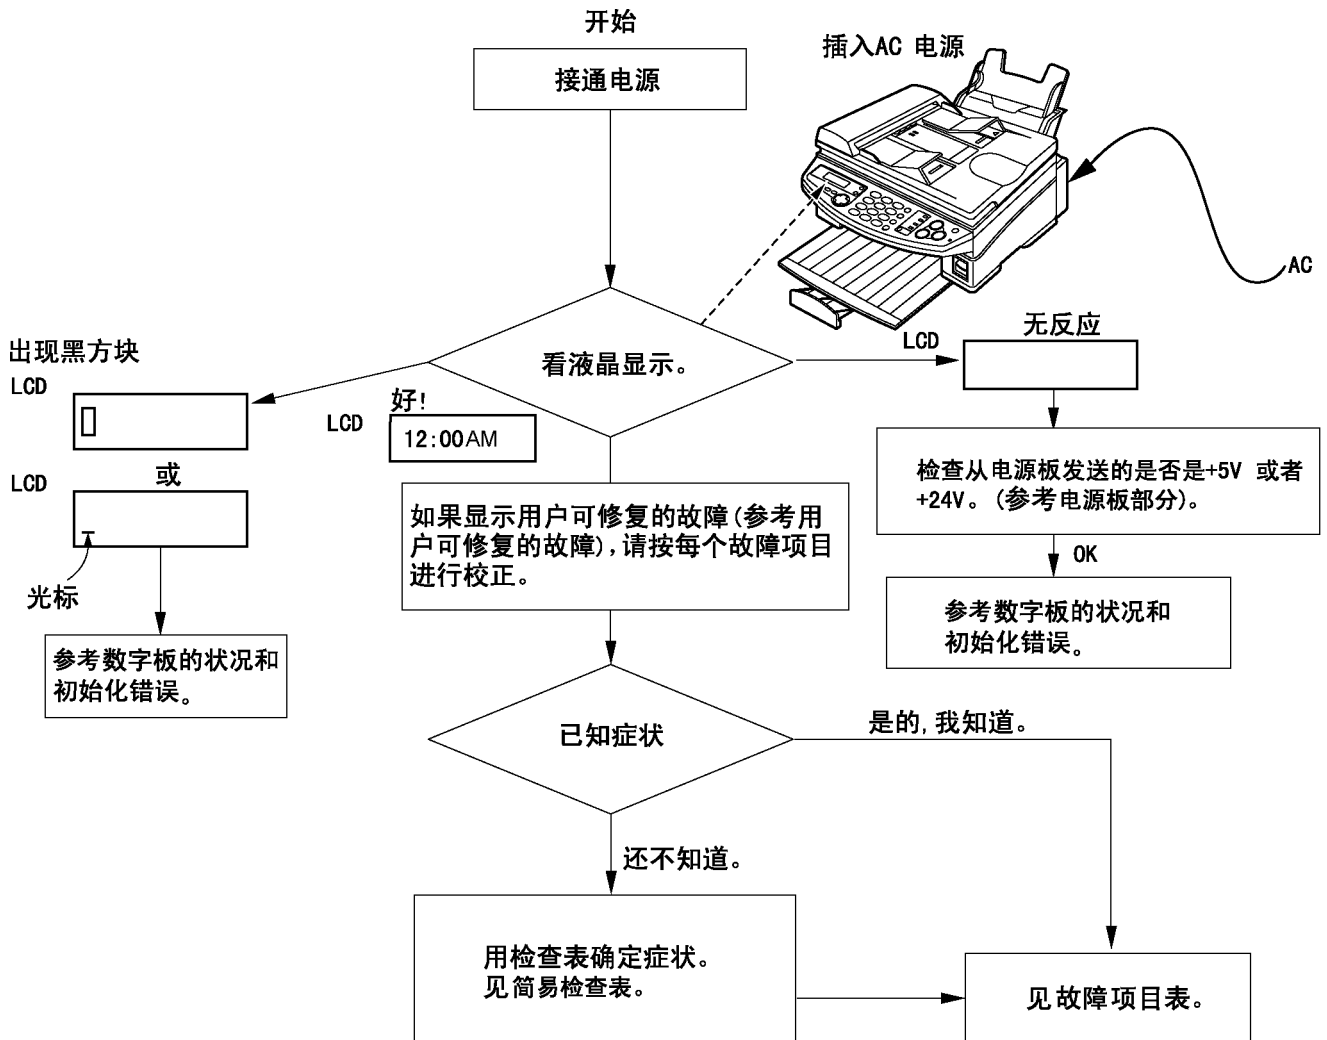 开始
接通电源
插入AC 电源
AC
看液晶显示。
出现黑方块
LCD
或
LCD
光标
参考数字板的状况和
初始化错误。
好!
LCD
12:00AM
LCD
无反应
检查从电源板发送的是否是+5V 或者
+24V。(参考电源板部分)。
OK
参考数字板的状况和
初始化错误。
如果显示用户可修复的故障(参考用
户可修复的故障),请按每个故障项目
进行校正。
已知症状
是的,我知道。
还不知道。
用检查表确定症状。
见简易检查表。
见故障项目表。